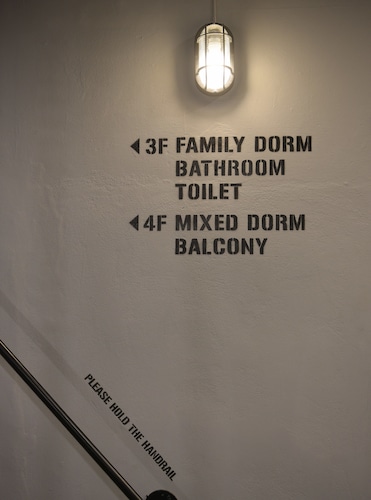 ◀3F FAMILY DORM
BATHROOM
TOILET
◀4F MIXED DORM
BALCONY
PLEASE HOLD THE HANDRAIL